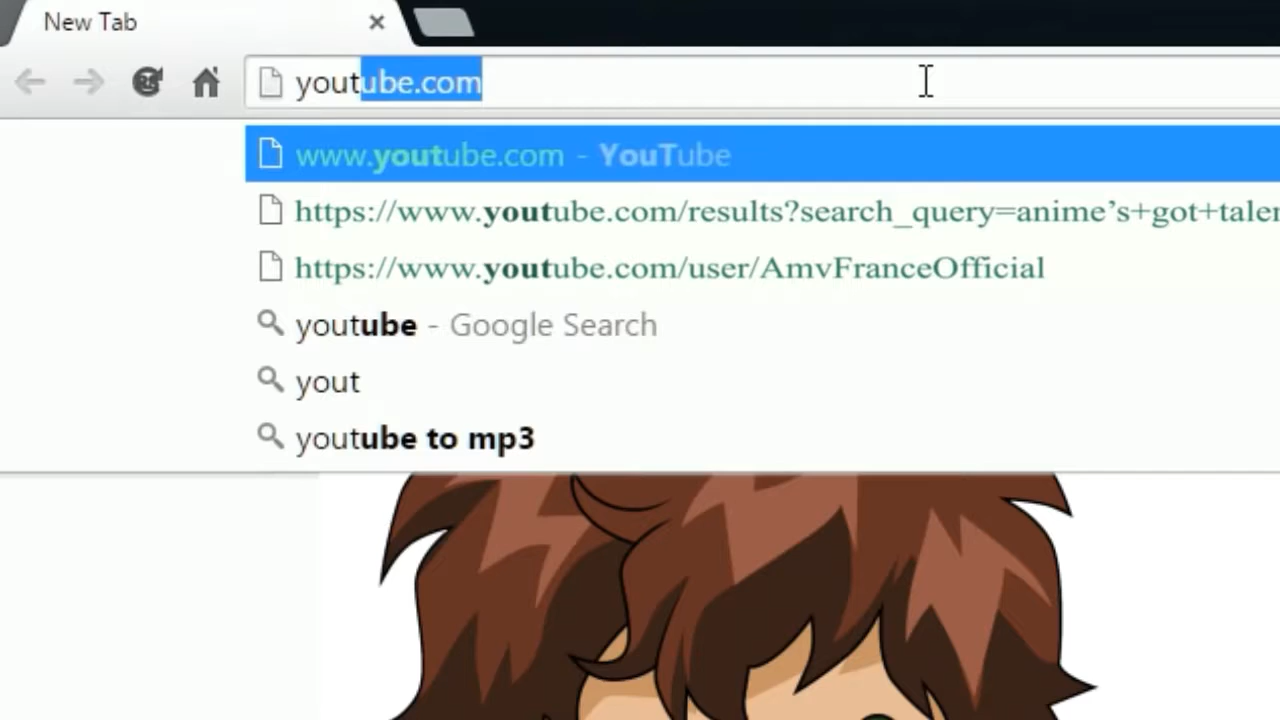 New Tab
youtube.com
www.youtube.com - YouTube
https://www.youtube.com/results?search_query=anime’s+got+talen
https://www.youtube.com/user/AmvFranceOfficial
youtube - Google Search
yout
youtube to mp3